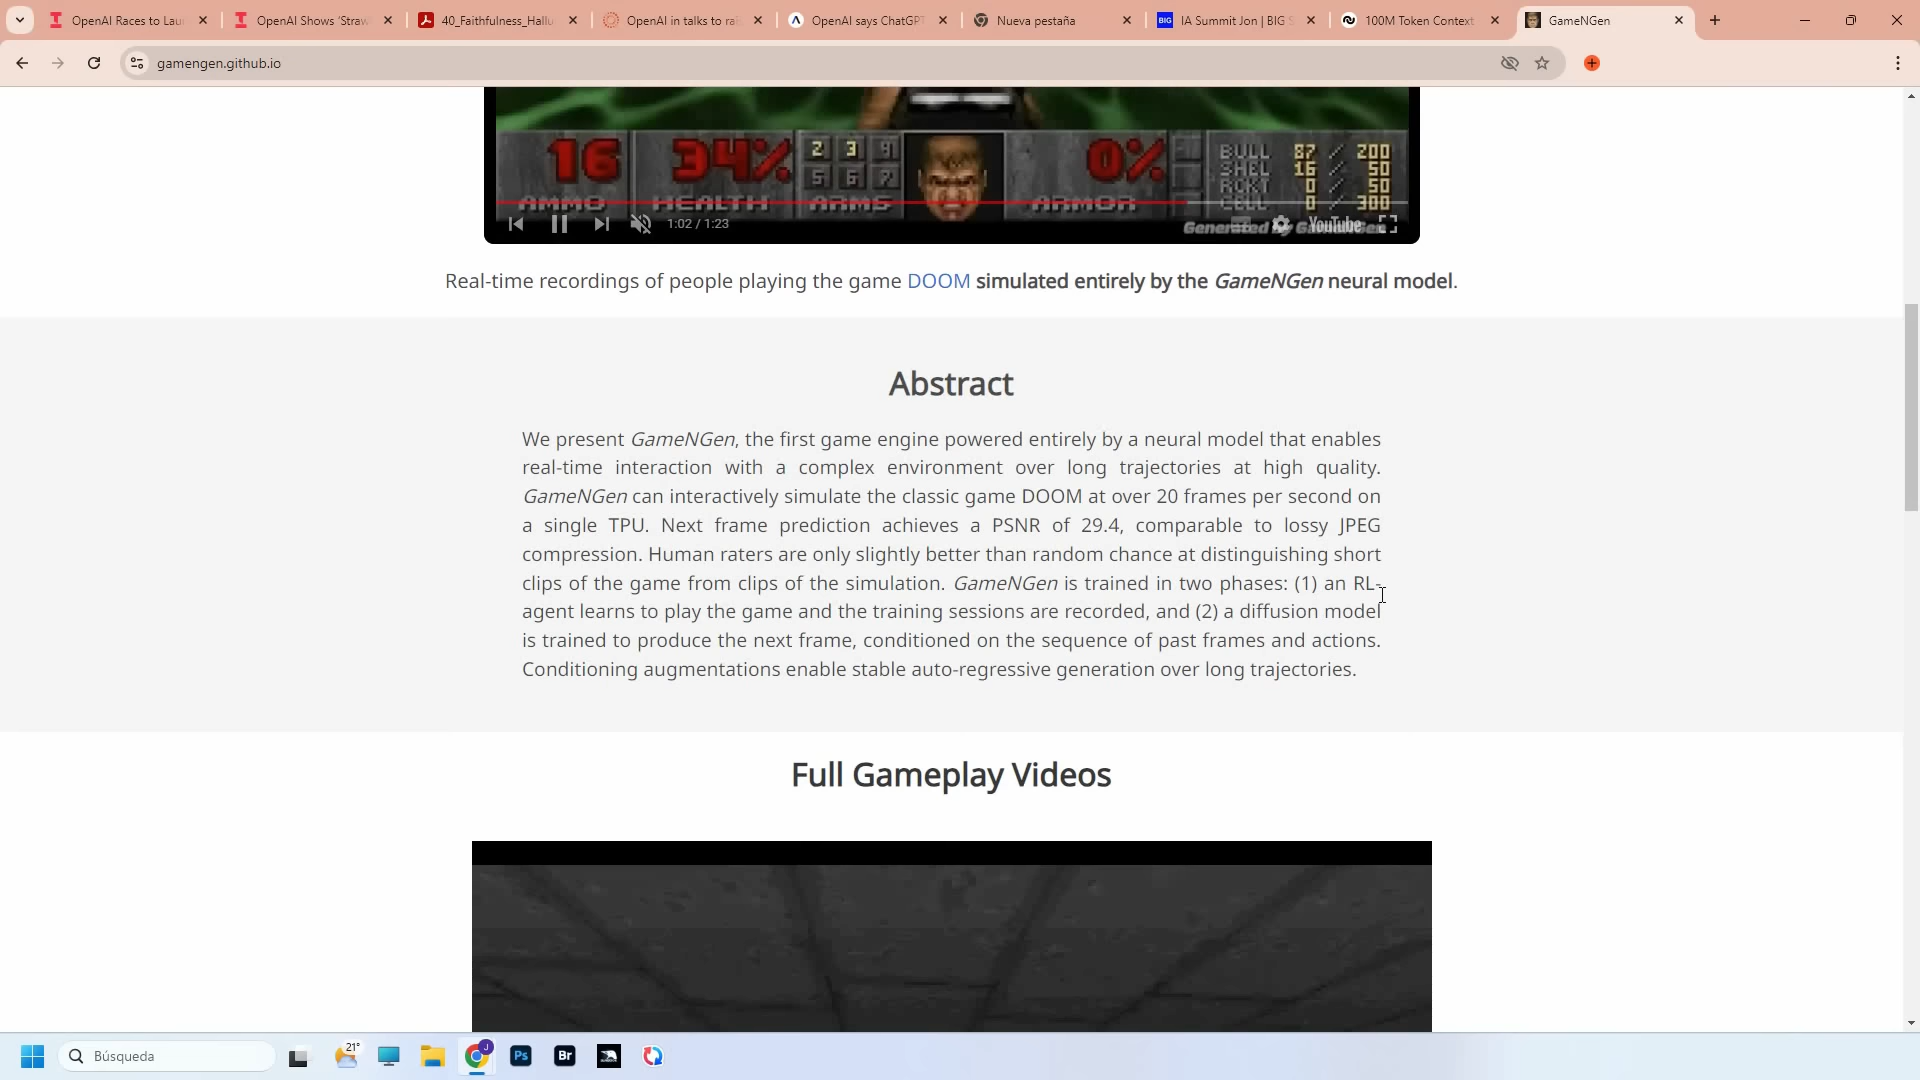 OpenAI Races to Lau
OpenAI Shows 'Straw
40_Faithfulness_Hallu
OpenAI in talks to rai
OpenAI says ChatGPT
Nueva pestaña
BIG
IA Summit Jon | BIG S
100M Token Context
GameNGen
gamengen.github.io
16
34%
2 3
5 6 7
0%
BULL 87 / 200
SHEL 16 / 50
RCKT 0 / 50
CELL 0 / 300
AMMO HEALTH ARMS ARMOR
1:02 / 1:23
Generated by GameNGen
YouTube
Real-time recordings of people playing the game DOOM simulated entirely by the GameNGen neural model.
Abstract
We present GameNGen, the first game engine powered entirely by a neural model that enables
real-time interaction with a complex environment over long trajectories at high quality.
GameNGen can interactively simulate the classic game DOOM at over 20 frames per second on
a single TPU. Next frame prediction achieves a PSNR of 29.4, comparable to lossy JPEG
compression. Human raters are only slightly better than random chance at distinguishing short
clips of the game from clips of the simulation. GameNGen is trained in two phases: (1) an RL-
agent learns to play the game and the training sessions are recorded, and (2) a diffusion model
is trained to produce the next frame, conditioned on the sequence of past frames and actions.
Conditioning augmentations enable stable auto-regressive generation over long trajectories.
Full Gameplay Videos
Búsqueda
21°
J
Ps
Br